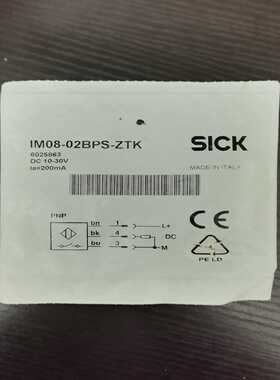 IM08-02BPS-ZTK
6025863
DC 10-30V
Ia=200mA
SICK
MADE IN ITALY
PNP
bn 1 L+
bk 4 DC
bu 3 M
CE
PE LD